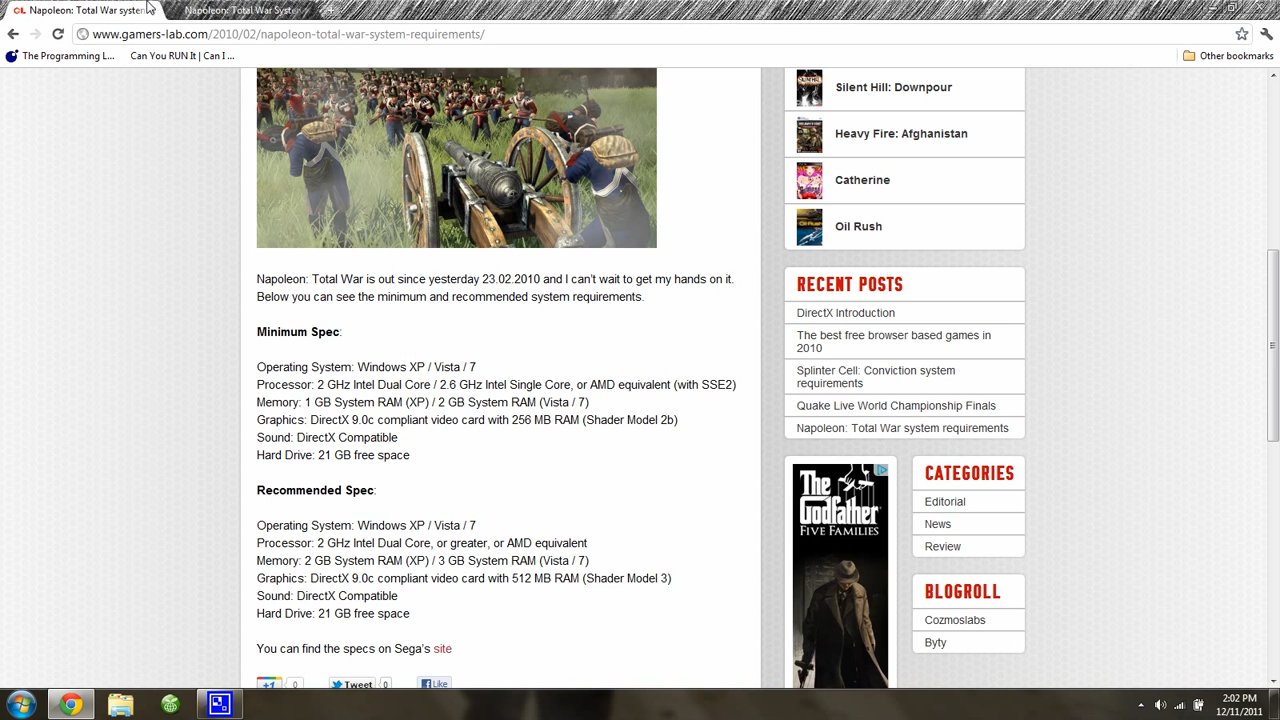 Napoleon: Total War system
Napoleon: Total War Syste
www.gamers-lab.com/2010/02/napoleon-total-war-system-requirements/
The Programming L...
Can You RUN It | Can I ...
Other bookmarks
Napoleon: Total War is out since yesterday 23.02.2010 and I can't wait to get my hands on it.
Below you can see the minimum and recommended system requirements.
Minimum Spec:
Operating System: Windows XP / Vista / 7
Processor: 2 GHz Intel Dual Core / 2.6 GHz Intel Single Core, or AMD equivalent (with SSE2)
Memory: 1 GB System RAM (XP) / 2 GB System RAM (Vista / 7)
Graphics: DirectX 9.0c compliant video card with 256 MB RAM (Shader Model 2b)
Sound: DirectX Compatible
Hard Drive: 21 GB free space
Recommended Spec:
Operating System: Windows XP / Vista / 7
Processor: 2 GHz Intel Dual Core, or greater, or AMD equivalent
Memory: 2 GB System RAM (XP) / 3 GB System RAM (Vista / 7)
Graphics: DirectX 9.0c compliant video card with 512 MB RAM (Shader Model 3)
Sound: DirectX Compatible
Hard Drive: 21 GB free space
You can find the specs on Sega's site
+1
0
Tweet
0
Like
Silent Hill: Downpour
Heavy Fire: Afghanistan
Catherine
Oil Rush
RECENT POSTS
DirectX Introduction
The best free browser based games in
2010
Splinter Cell: Conviction system
requirements
Quake Live World Championship Finals
Napoleon: Total War system requirements
The
Godfather
FIVE FAMILIES
CATEGORIES
Editorial
News
Review
BLOGROLL
Cozmoslabs
Byty
2:02 PM
12/11/2011